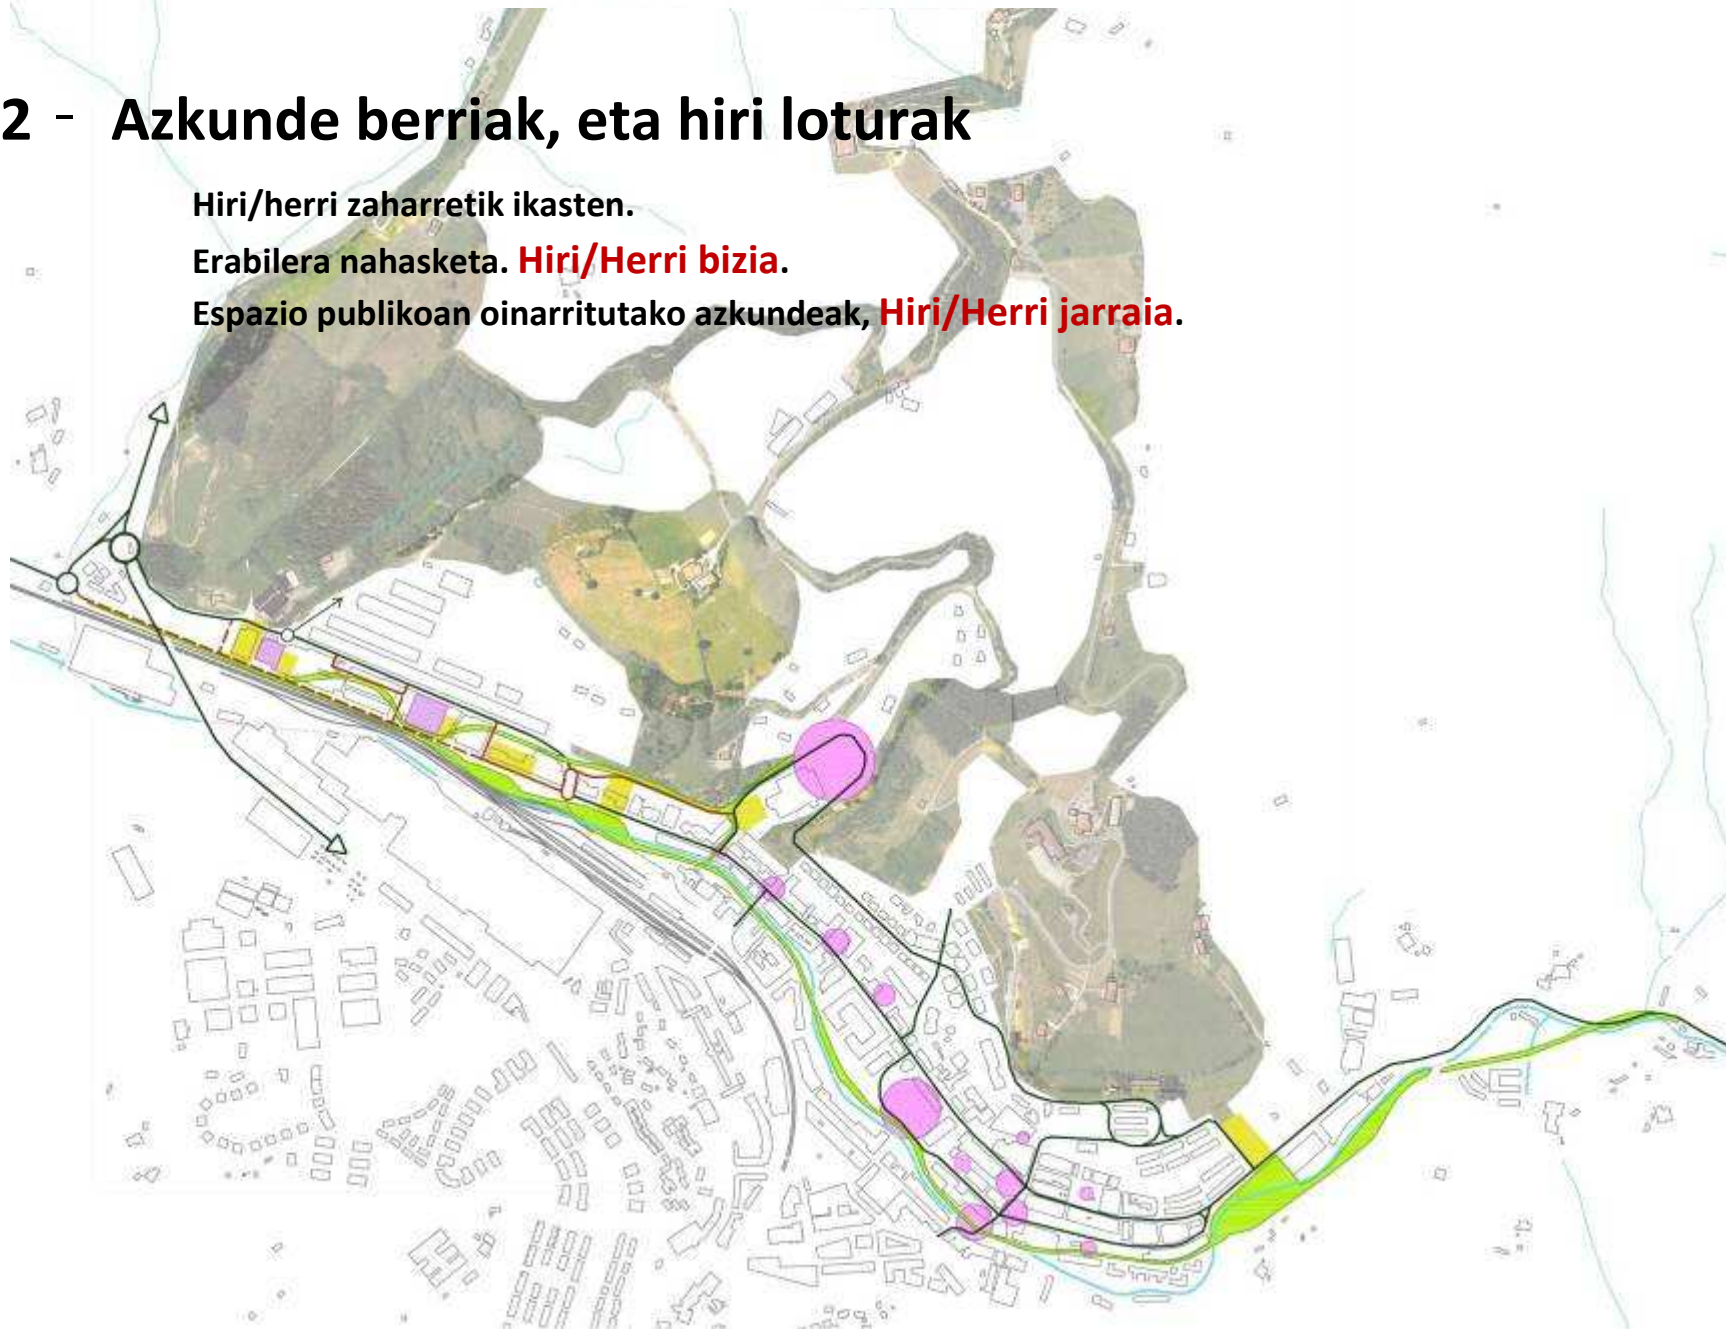 2 - Azkunde berriak, eta hiri loturak
Hiri/herri zaharretik ikasten.
Erabilera nahasketa. Hiri/Herri bizia.
Espazio publikoan oinarritutako azkundeak, Hiri/Herri jarraia.